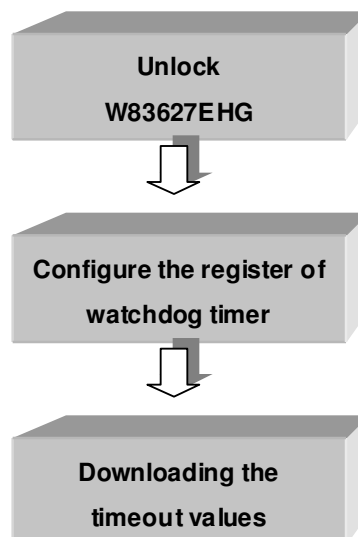 Unlock
W83627EHG
Configure the register of
watchdog timer
Downloading the
timeout values